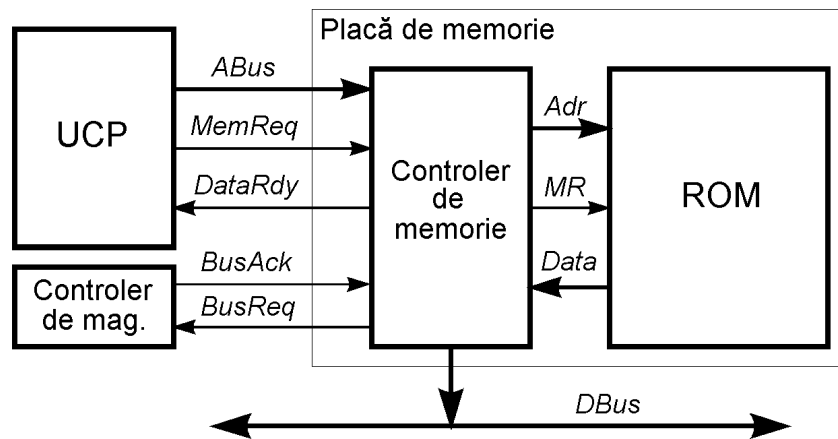 Placă de memorie
UCP
ABus
MemReq
DataRdy
Controler
de mag.
BusAck
BusReq
Controler
de
memorie
Adr
MR
Data
ROM
DBus